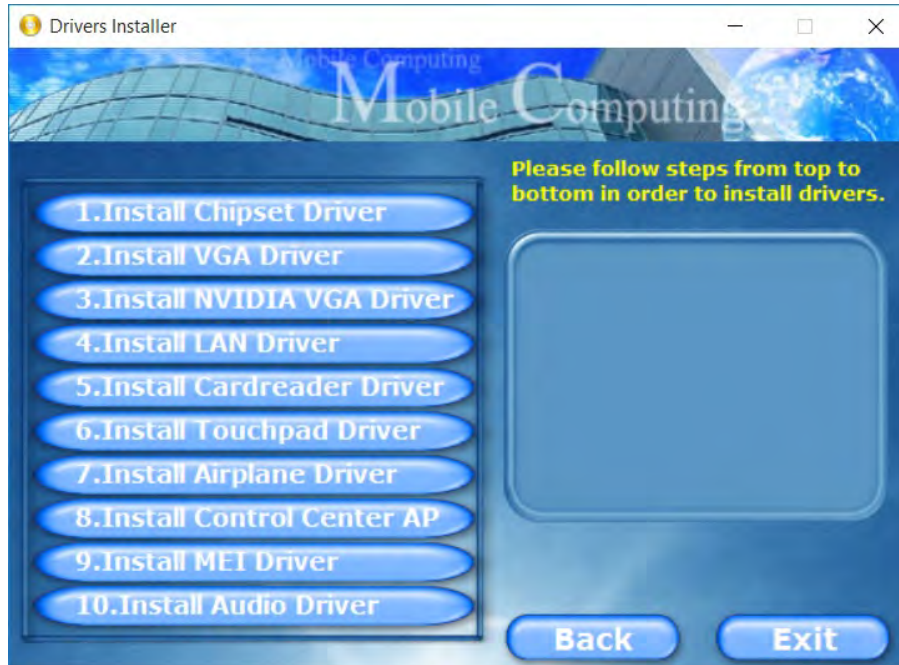 Drivers Installer
Mobile Computing
Mobile Computing
Please follow steps from top to
bottom in order to install drivers.
1.Install Chipset Driver
2.Install VGA Driver
3.Install NVIDIA VGA Driver
4.Install LAN Driver
5.Install Cardreader Driver
6.Install Touchpad Driver
7.Install Airplane Driver
8.Install Control Center AP
9.Install MEI Driver
10.Install Audio Driver
Back
Exit